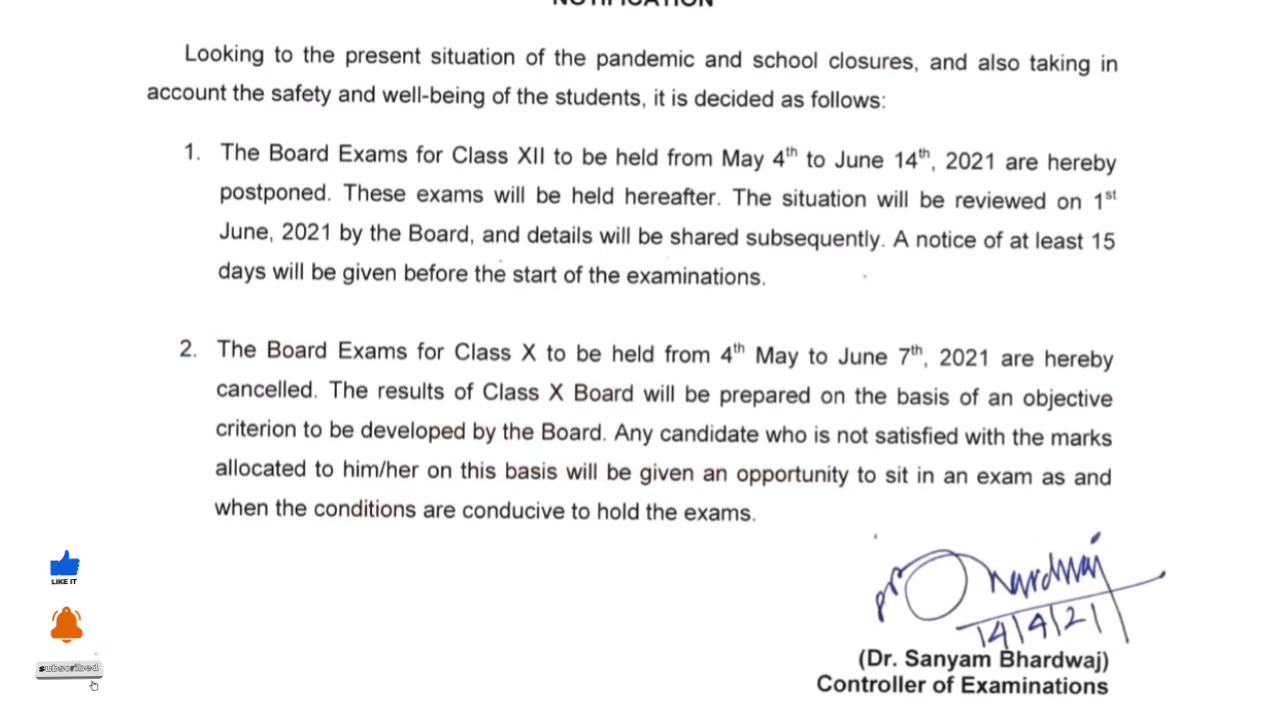 NOTIFICATION
Looking to the present situation of the pandemic and school closures, and also taking in
account the safety and well-being of the students, it is decided as follows:
1. The Board Exams for Class XII to be held from May 4th to June 14th, 2021 are hereby
postponed. These exams will be held hereafter. The situation will be reviewed on 1st
June, 2021 by the Board, and details will be shared subsequently. A notice of at least 15
days will be given before the start of the examinations.
2. The Board Exams for Class X to be held from 4th May to June 7th, 2021 are hereby
cancelled. The results of Class X Board will be prepared on the basis of an objective
criterion to be developed by the Board. Any candidate who is not satisfied with the marks
allocated to him/her on this basis will be given an opportunity to sit in an exam as and
when the conditions are conducive to hold the exams.
LIKE IT
subscribed
14/4/21
(Dr. Sanyam Bhardwaj)
Controller of Examinations